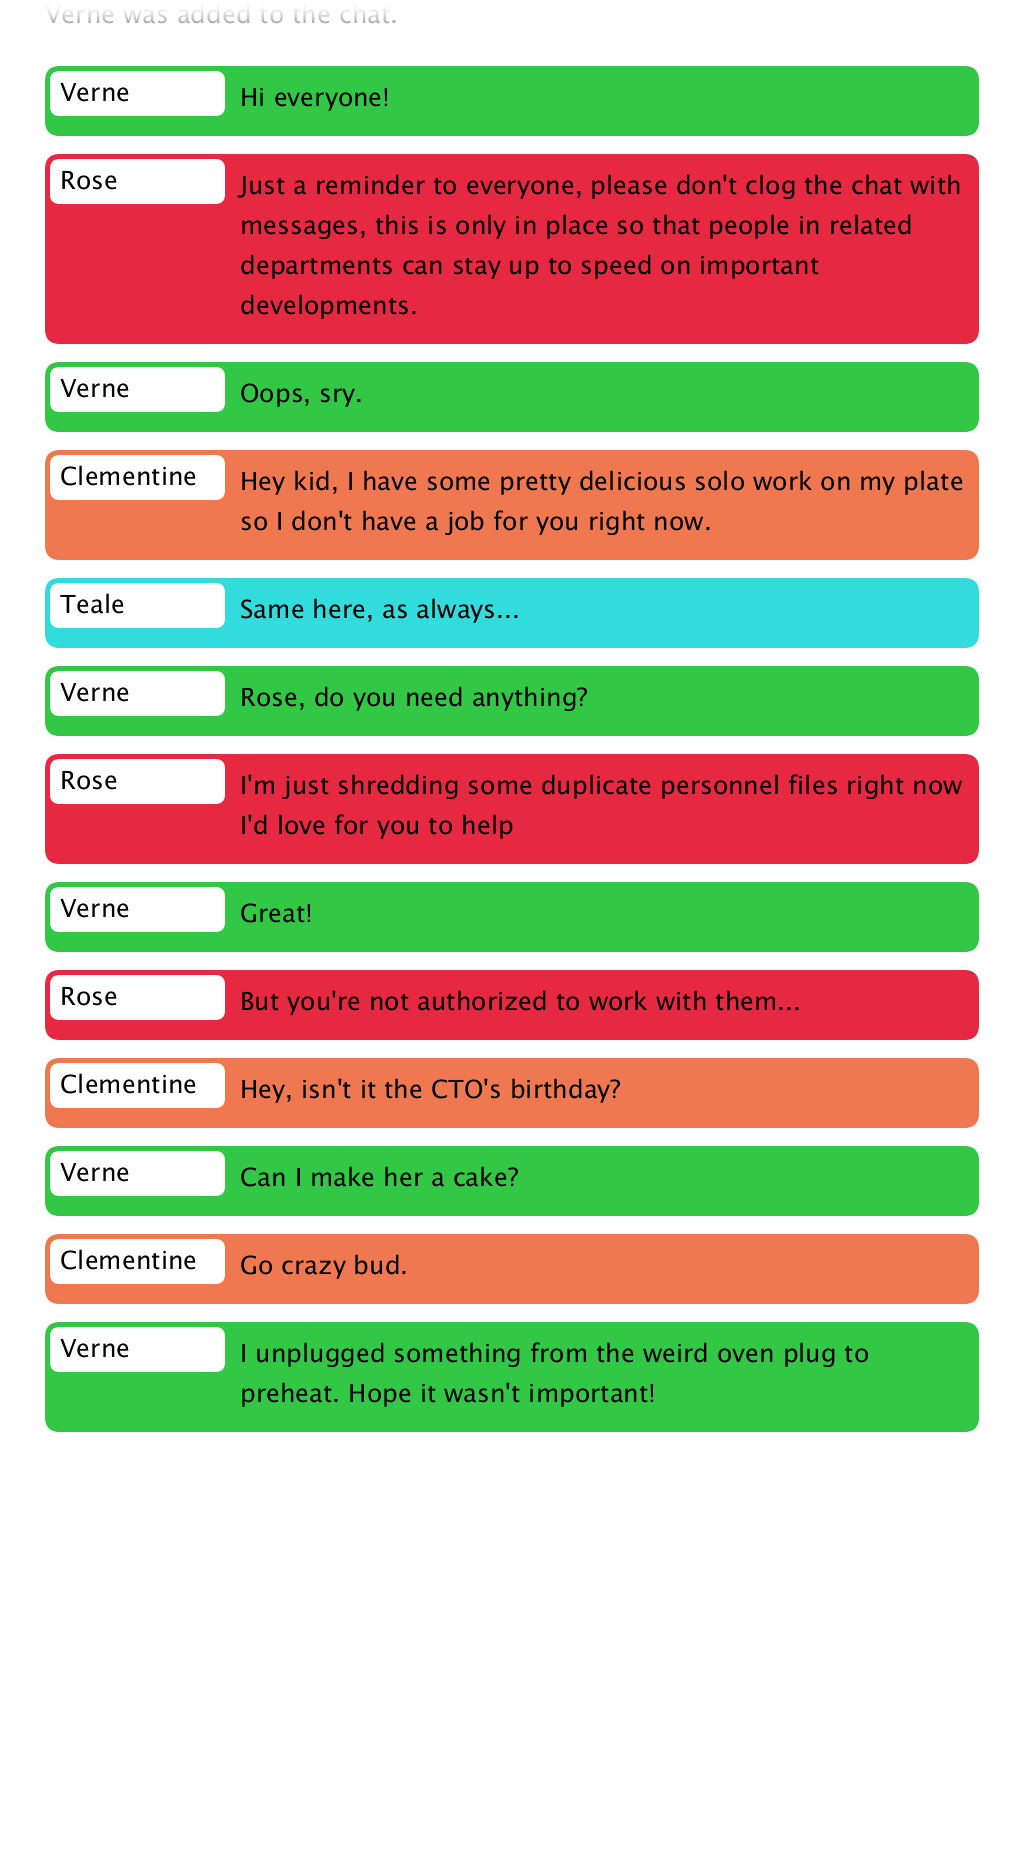 Verne was added to the chat.
Verne
Hi everyone!
Rose
Just a reminder to everyone, please don't clog the chat with
messages, this is only in place so that people in related
departments can stay up to speed on important
developments.
Verne
Oops, sry.
Clementine
Hey kid, I have some pretty delicious solo work on my plate
so I don't have a job for you right now.
Teale
Same here, as always...
Verne
Rose, do you need anything?
Rose
I'm just shredding some duplicate personnel files right now
I'd love for you to help
Verne
Great!
Rose
But you're not authorized to work with them...
Clementine
Hey, isn't it the CTO's birthday?
Verne
Can I make her a cake?
Clementine
Go crazy bud.
Verne
I unplugged something from the weird oven plug to
preheat. Hope it wasn't important!